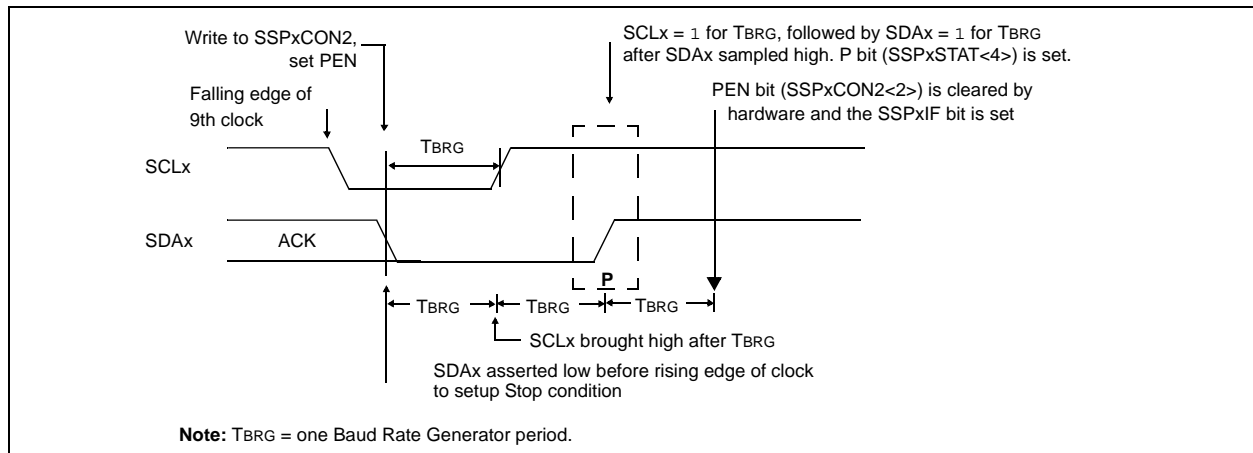 Write to SSPxCON2,
set PEN
SCLx = 1 for TBRG, followed by SDAx = 1 for TBRG
after SDAx sampled high. P bit (SSPxSTAT<4>) is set.
Falling edge of
9th clock
PEN bit (SSPxCON2<2>) is cleared by
hardware and the SSPxIF bit is set
TBRG
SCLx
SDAx
ACK
P
TBRG
TBRG
TBRG
SCLx brought high after TBRG
SDAx asserted low before rising edge of clock
to setup Stop condition
Note: TBRG = one Baud Rate Generator period.